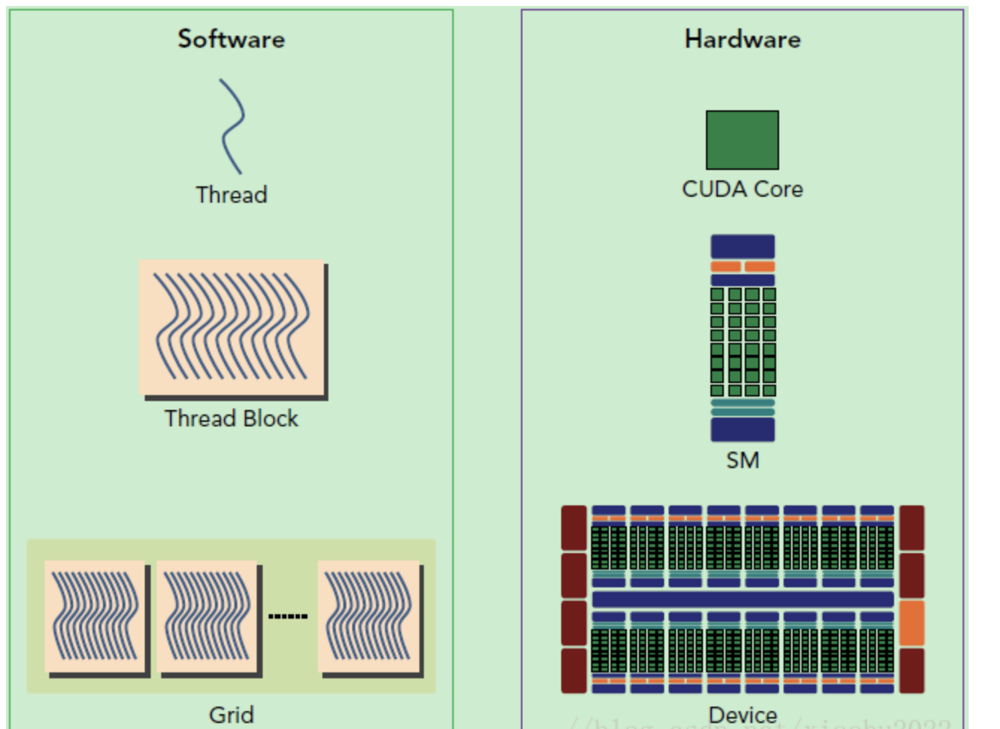 Software
Thread
Thread Block
Grid
Hardware
CUDA Core
SM
Device